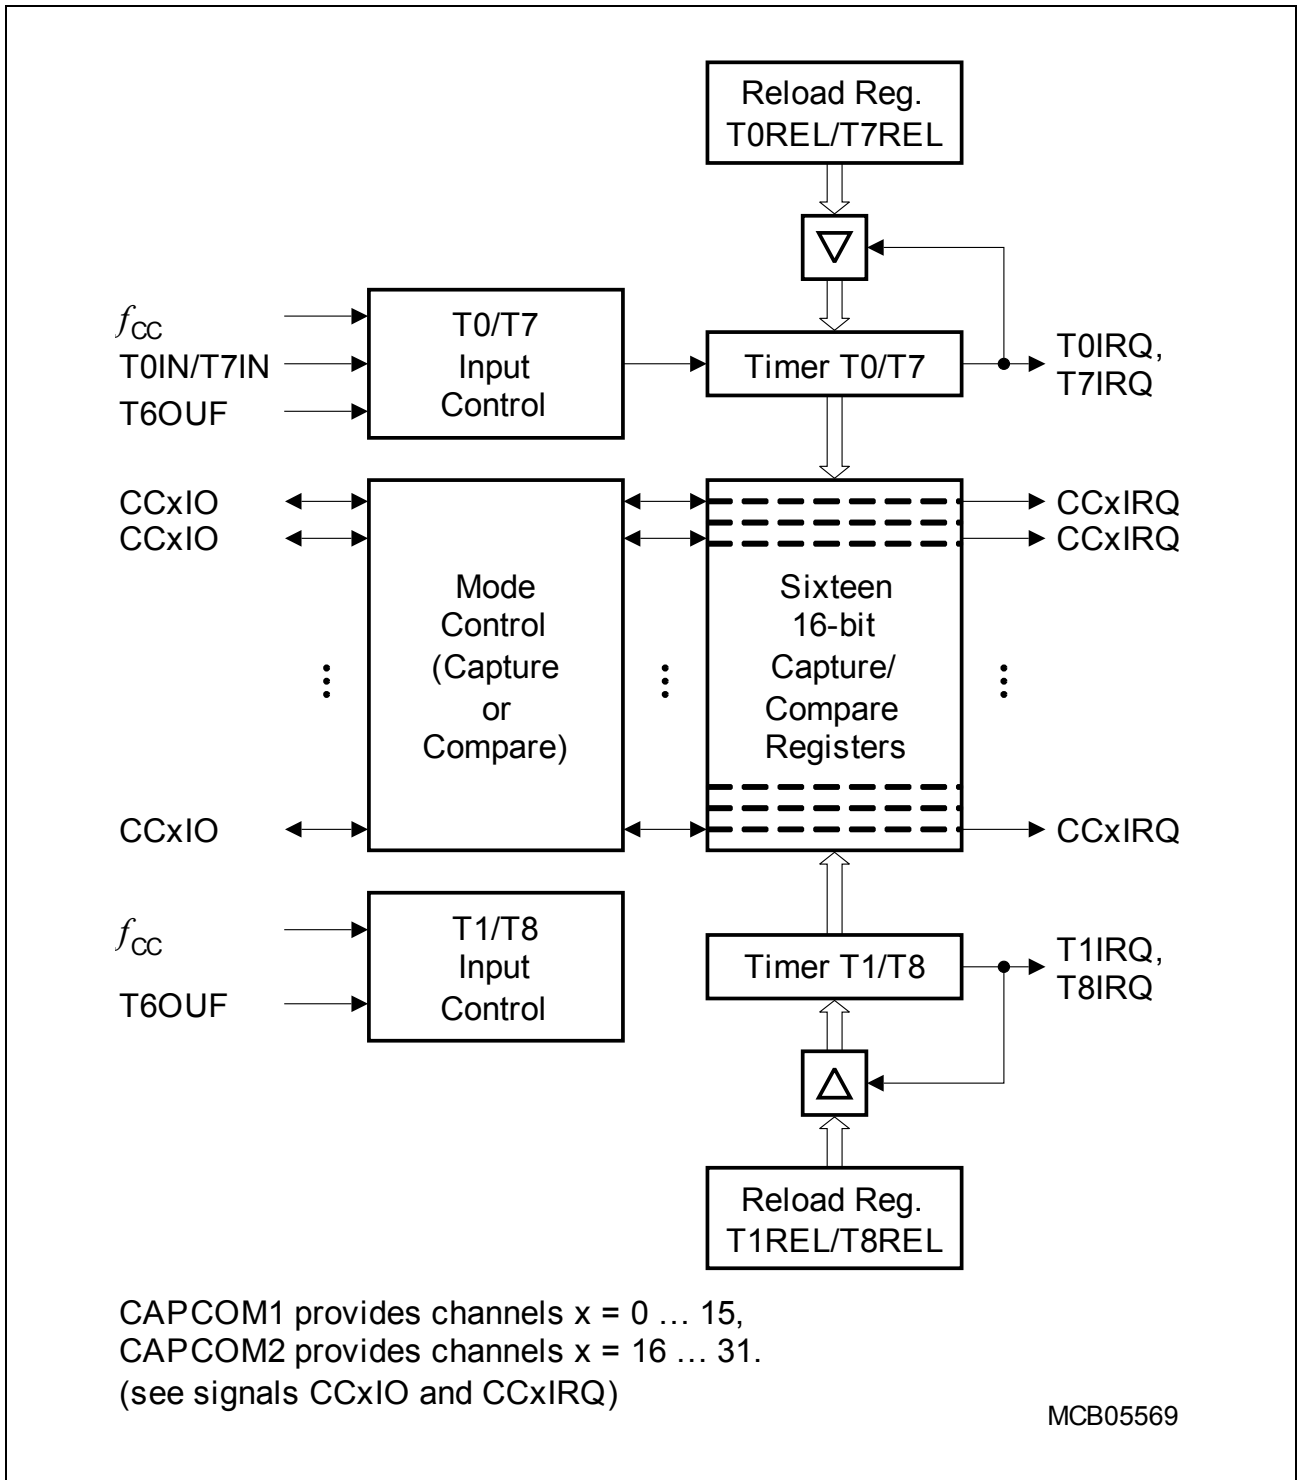 Reload Reg.
T0REL/T7REL
f CC
T0IN/T7IN
T6OUF
T0/T7
Input
Control
Timer T0/T7
T0IRQ,
T7IRQ
CCxIO
CCxIO
CCxIO
Mode
Control
(Capture
or
Compare)
Sixteen
16-bit
Capture/
Compare
Registers
CCxIRQ
CCxIRQ
CCxIRQ
f CC
T6OUF
T1/T8
Input
Control
Timer T1/T8
T1IRQ,
T8IRQ
Reload Reg.
T1REL/T8REL
CAPCOM1 provides channels x = 0 … 15,
CAPCOM2 provides channels x = 16 … 31.
(see signals CCxIO and CCxIRQ)
MCB05569